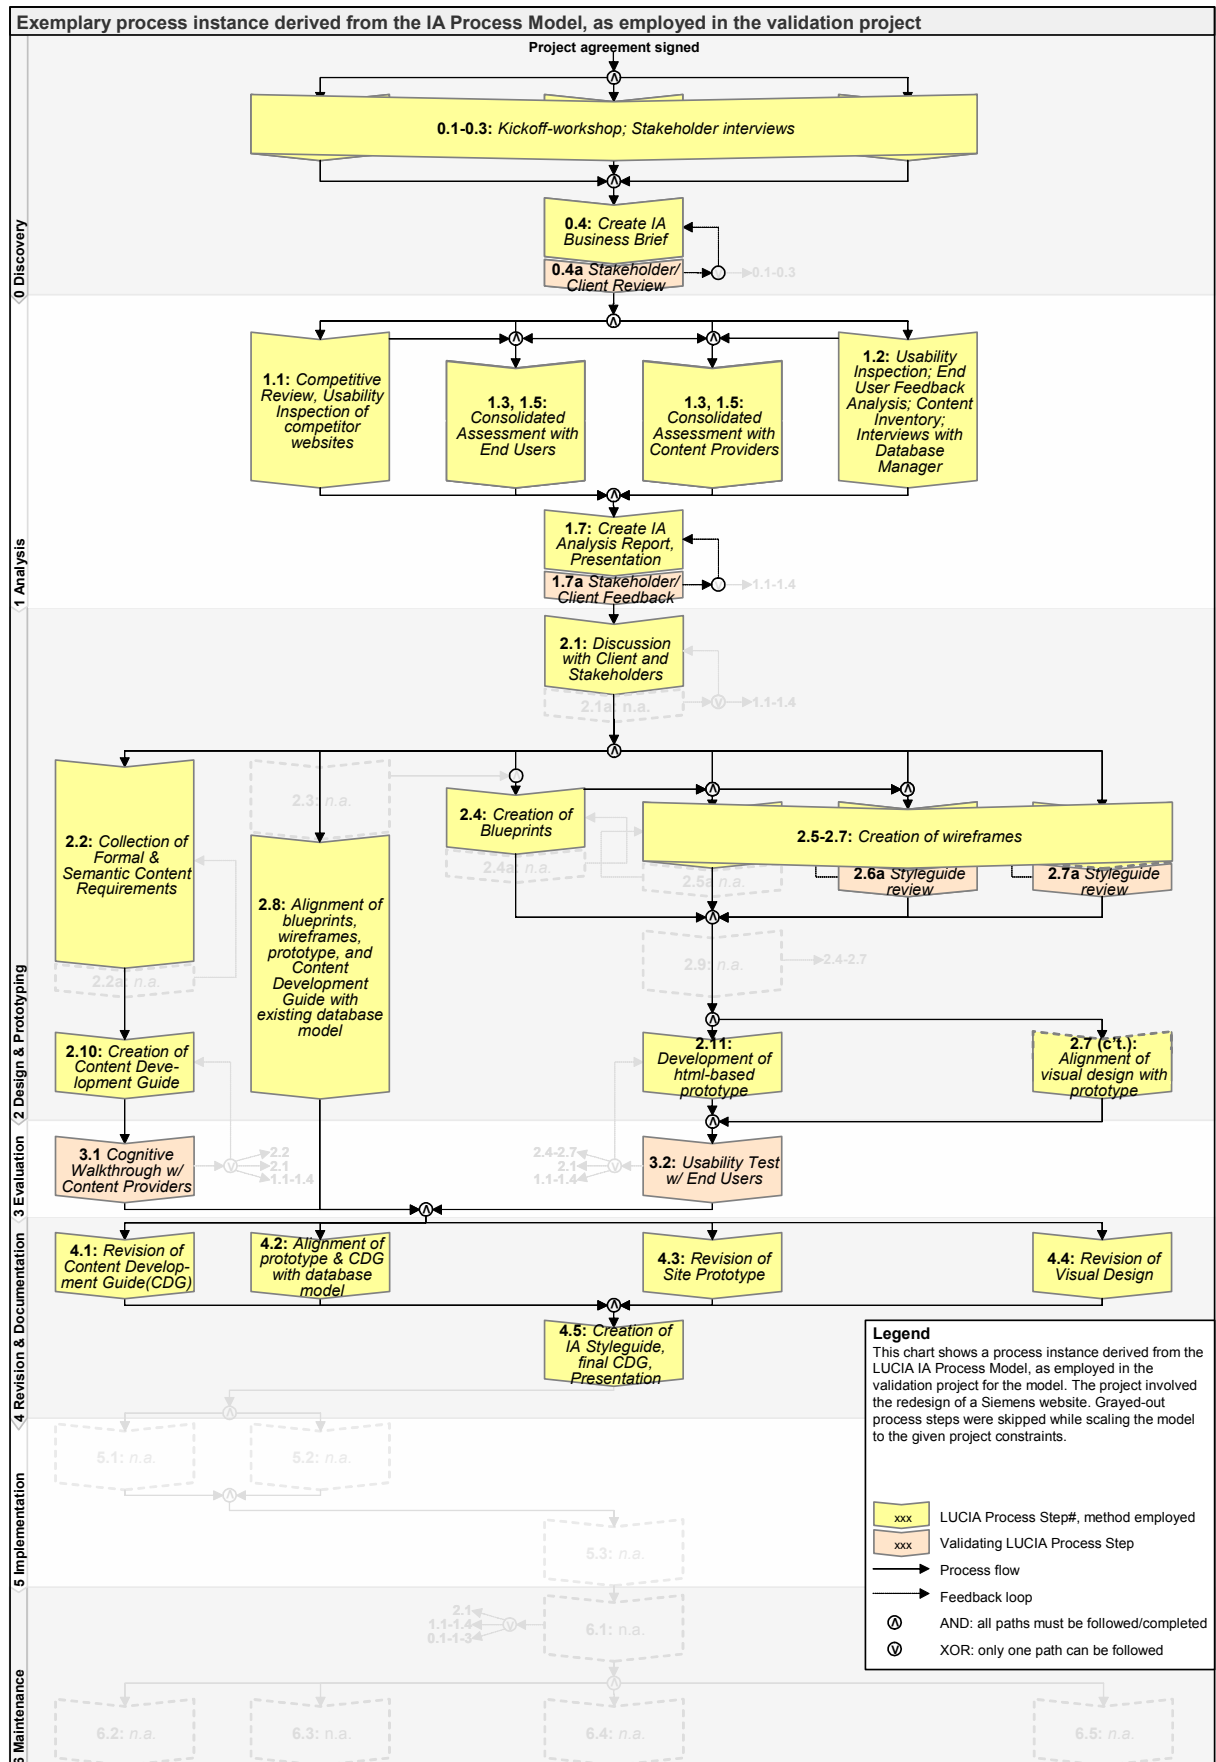 Exemplary process instance derived from the IA Process Model, as employed in the validation project
Project agreement signed
0.1-0.3: Kickoff-workshop; Stakeholder interviews
0.4: Create IA
Business Brief
0.4a Stakeholder/
Client Review
0.1-0.3
0 Discovery
1.1: Competitive
Review, Usability
Inspection of
competitor
websites
1.3, 1.5:
Consolidated
Assessment with
End Users
1.3, 1.5:
Consolidated
Assessment with
Content Providers
1.2: Usability
Inspection; End
User Feedback
Analysis; Content
Inventory;
Interviews with
Database
Manager
1.7: Create IA
Analysis Report,
Presentation
1.7a Stakeholder/
Client Feedback
1.1-1.4
1 Analysis
2.1: Discussion
with Client and
Stakeholders
2.1a: n.a.
1.1-1.4
2.2: Collection of
Formal &
Semantic Content
Requirements
2.2a: n.a.
2.3: n.a.
2.8: Alignment of
blueprints,
wireframes,
prototype, and
Content
Development
Guide with
existing database
model
2.4: Creation of
Blueprints
2.4a: n.a.
2.5-2.7: Creation of wireframes
2.5a n.a.
2.6a Styleguide
review
2.7a Styleguide
review
2.9: n.a.
2.4-2.7
2.10: Creation of
Content Deve-
lopment Guide
2.11:
Development of
html-based
prototype
2.7 (c't.):
Alignment of
visual design with
prototype
2 Design & Prototyping
3.1 Cognitive
Walkthrough w/
Content Providers
2.2
2.1
1.1-1.4
2.4-2.7
2.1
1.1-1.4
3.2: Usability Test
w/ End Users
3 Evaluation
4.1: Revision of
Content Develop-
ment Guide(CDG)
4.2: Alignment of
prototype & CDG
with database
model
4.3: Revision of
Site Prototype
4.4: Revision of
Visual Design
4.5: Creation of
IA Styleguide,
final CDG,
Presentation
4 Revision & Documentation
5.1: n.a.
5.2: n.a.
5.3: n.a.
5 Implementation
2.1
1.1-1.4
0.1-1-3
6.1: n.a.
6.2: n.a.
6.3: n.a.
6.4: n.a.
6.5: n.a.
6 Maintenance
Legend
This chart shows a process instance derived from the
LUCIA IA Process Model, as employed in the
validation project for the model. The project involved
the redesign of a Siemens website. Grayed-out
process steps were skipped while scaling the model
to the given project constraints.
xxx LUCIA Process Step#, method employed
xxx Validating LUCIA Process Step
Process flow
Feedback loop
AND: all paths must be followed/completed
XOR: only one path can be followed